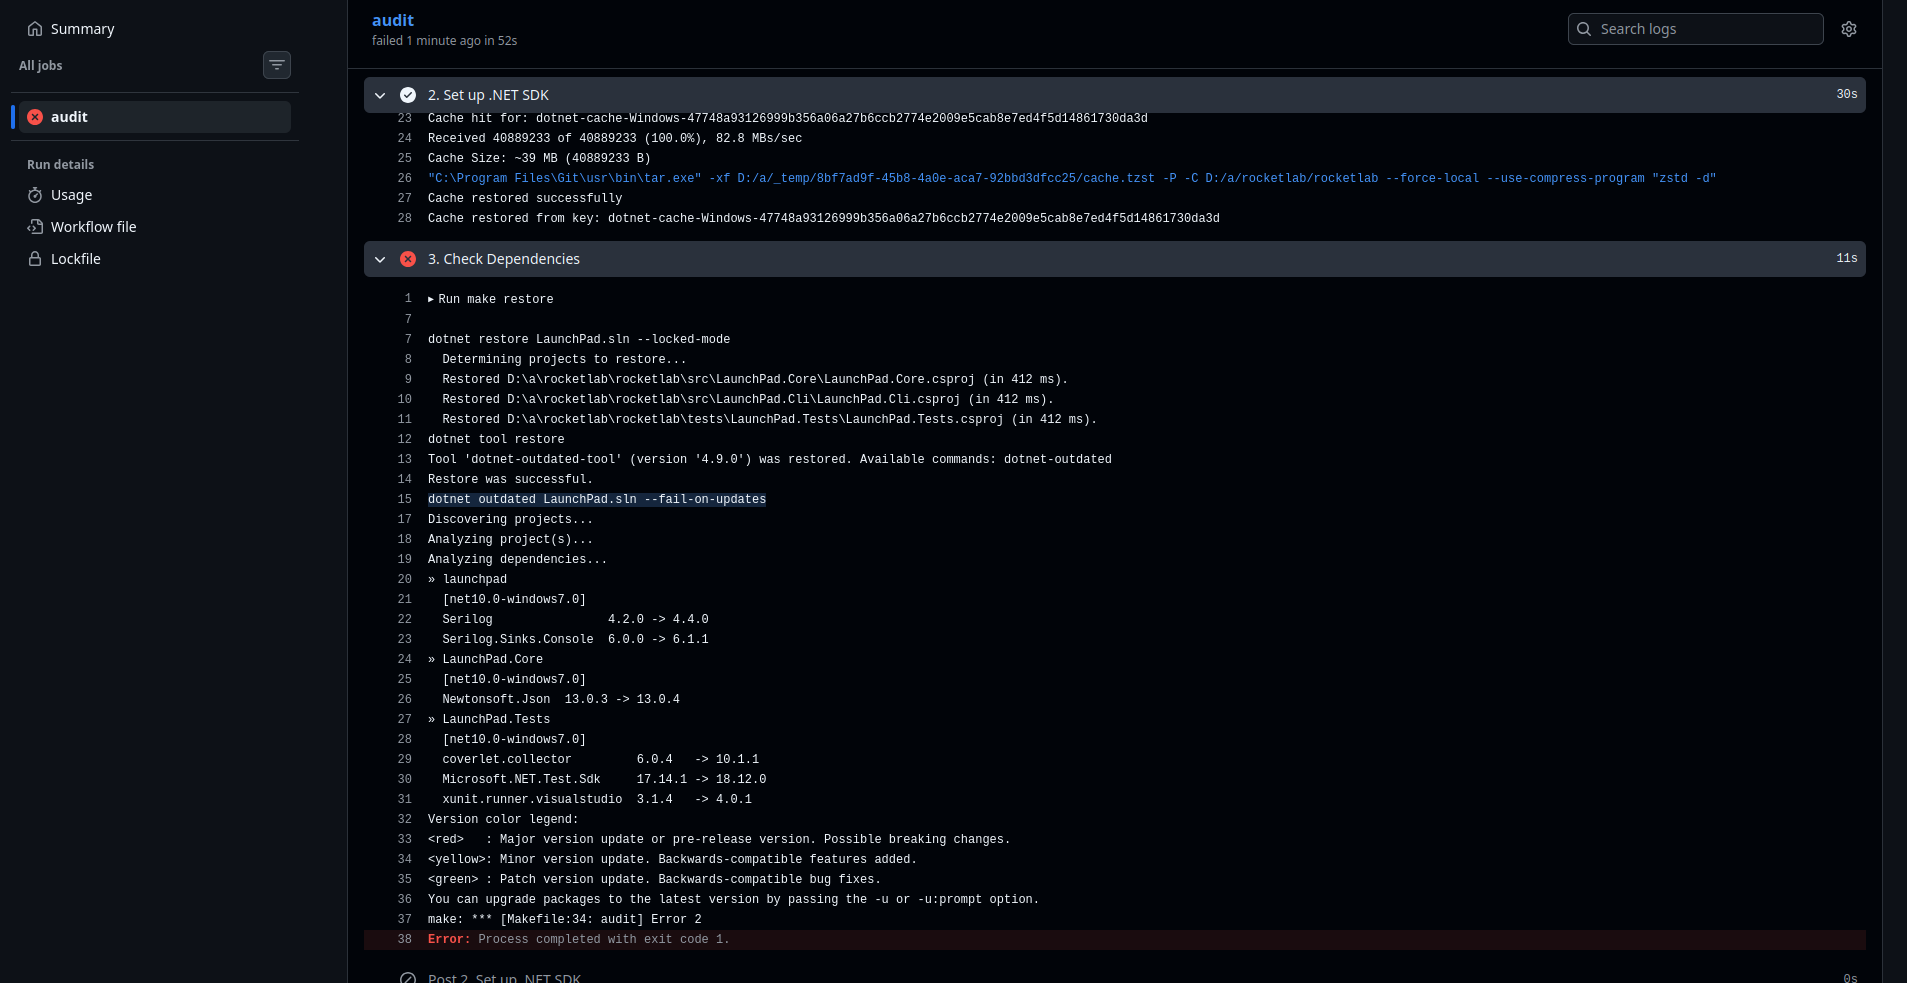 Summary
All jobs
audit
Run details
Usage
Workflow file
Lockfile
audit
failed 1 minute ago in 52s
Search logs
2. Set up .NET SDK 30s
23 Cache hit for: dotnet-cache-Windows-47748a93126999b356a06a27b6ccb2774e2009e5cab8e7ed4f5d14861730da3d
24 Received 40889233 of 40889233 (100.0%), 82.8 MBs/sec
25 Cache Size: ~39 MB (40889233 B)
26 "C:\Program Files\Git\usr\bin\tar.exe" -xf D:/a/_temp/8bf7ad9f-45b8-4a0e-aca7-92bbd3dfcc25/cache.tzst -P -C D:/a/rocketlab/rocketlab --force-local --use-compress-program "zstd -d"
27 Cache restored successfully
28 Cache restored from key: dotnet-cache-Windows-47748a93126999b356a06a27b6ccb2774e2009e5cab8e7ed4f5d14861730da3d
3. Check Dependencies 11s
1 ▸ Run make restore
7
7 dotnet restore LaunchPad.sln --locked-mode
8 Determining projects to restore...
9 Restored D:\a\rocketlab\rocketlab\src\LaunchPad.Core\LaunchPad.Core.csproj (in 412 ms).
10 Restored D:\a\rocketlab\rocketlab\src\LaunchPad.Cli\LaunchPad.Cli.csproj (in 412 ms).
11 Restored D:\a\rocketlab\rocketlab\tests\LaunchPad.Tests\LaunchPad.Tests.csproj (in 412 ms).
12 dotnet tool restore
13 Tool 'dotnet-outdated-tool' (version '4.9.0') was restored. Available commands: dotnet-outdated
14 Restore was successful.
15 dotnet outdated LaunchPad.sln --fail-on-updates
17 Discovering projects...
18 Analyzing project(s)...
19 Analyzing dependencies...
20 » launchpad
21 [net10.0-windows7.0]
22 Serilog 4.2.0 -> 4.4.0
23 Serilog.Sinks.Console 6.0.0 -> 6.1.1
24 » LaunchPad.Core
25 [net10.0-windows7.0]
26 Newtonsoft.Json 13.0.3 -> 13.0.4
27 » LaunchPad.Tests
28 [net10.0-windows7.0]
29 coverlet.collector 6.0.4 -> 10.1.1
30 Microsoft.NET.Test.Sdk 17.14.1 -> 18.12.0
31 xunit.runner.visualstudio 3.1.4 -> 4.0.1
32 Version color legend:
33 <red> : Major version update or pre-release version. Possible breaking changes.
34 <yellow>: Minor version update. Backwards-compatible features added.
35 <green> : Patch version update. Backwards-compatible bug fixes.
36 You can upgrade packages to the latest version by passing the -u or -u:prompt option.
37 make: *** [Makefile:34: audit] Error 2
38 Error: Process completed with exit code 1.
Post 2. Set up .NET SDK 0s